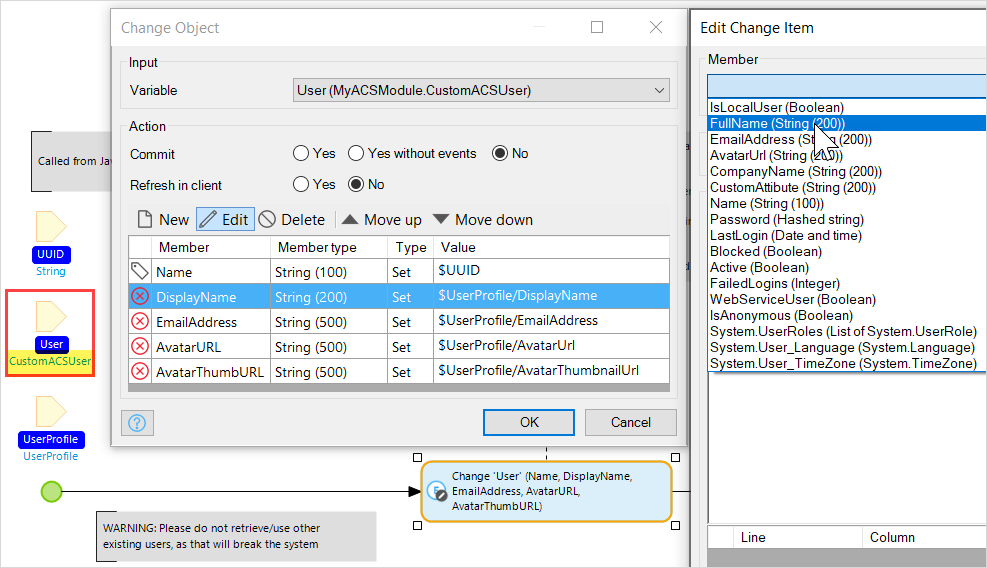 Change Object
Input
Variable
User (MyACSModule.CustomACSUser)
Action
Commit
Yes
Yes without events
No
Refresh in client
Yes
No
New
Edit
Delete
Move up
Move down
Member Member type Type Value
Name String (100) Set $UUID
DisplayName String (200) Set $UserProfile/DisplayName
EmailAddress String (500) Set $UserProfile/EmailAddress
AvatarURL String (500) Set $UserProfile/AvatarUrl
AvatarThumbURL String (500) Set $UserProfile/AvatarThumbnailUrl
?
OK
Cancel
Edit Change Item
Member
IsLocalUser (Boolean)
FullName (String (200))
EmailAddress (String (200))
AvatarUrl (String (200))
CompanyName (String (200))
CustomAttibute (String (200))
Name (String (100))
Password (Hashed string)
LastLogin (Date and time)
Blocked (Boolean)
Active (Boolean)
FailedLogins (Integer)
WebServiceUser (Boolean)
IsAnonymous (Boolean)
System.UserRoles (List of System.UserRole)
System.User_Language (System.Language)
System.User_TimeZone (System.TimeZone)
Line Column
Called from Jav
UUID
String
User
CustomACSUser
UserProfile
UserProfile
Change 'User' (Name, DisplayName,
EmailAddress, AvatarURL,
AvatarThumbURL)
WARNING: Please do not retrieve/use other
existing users, as that will break the system